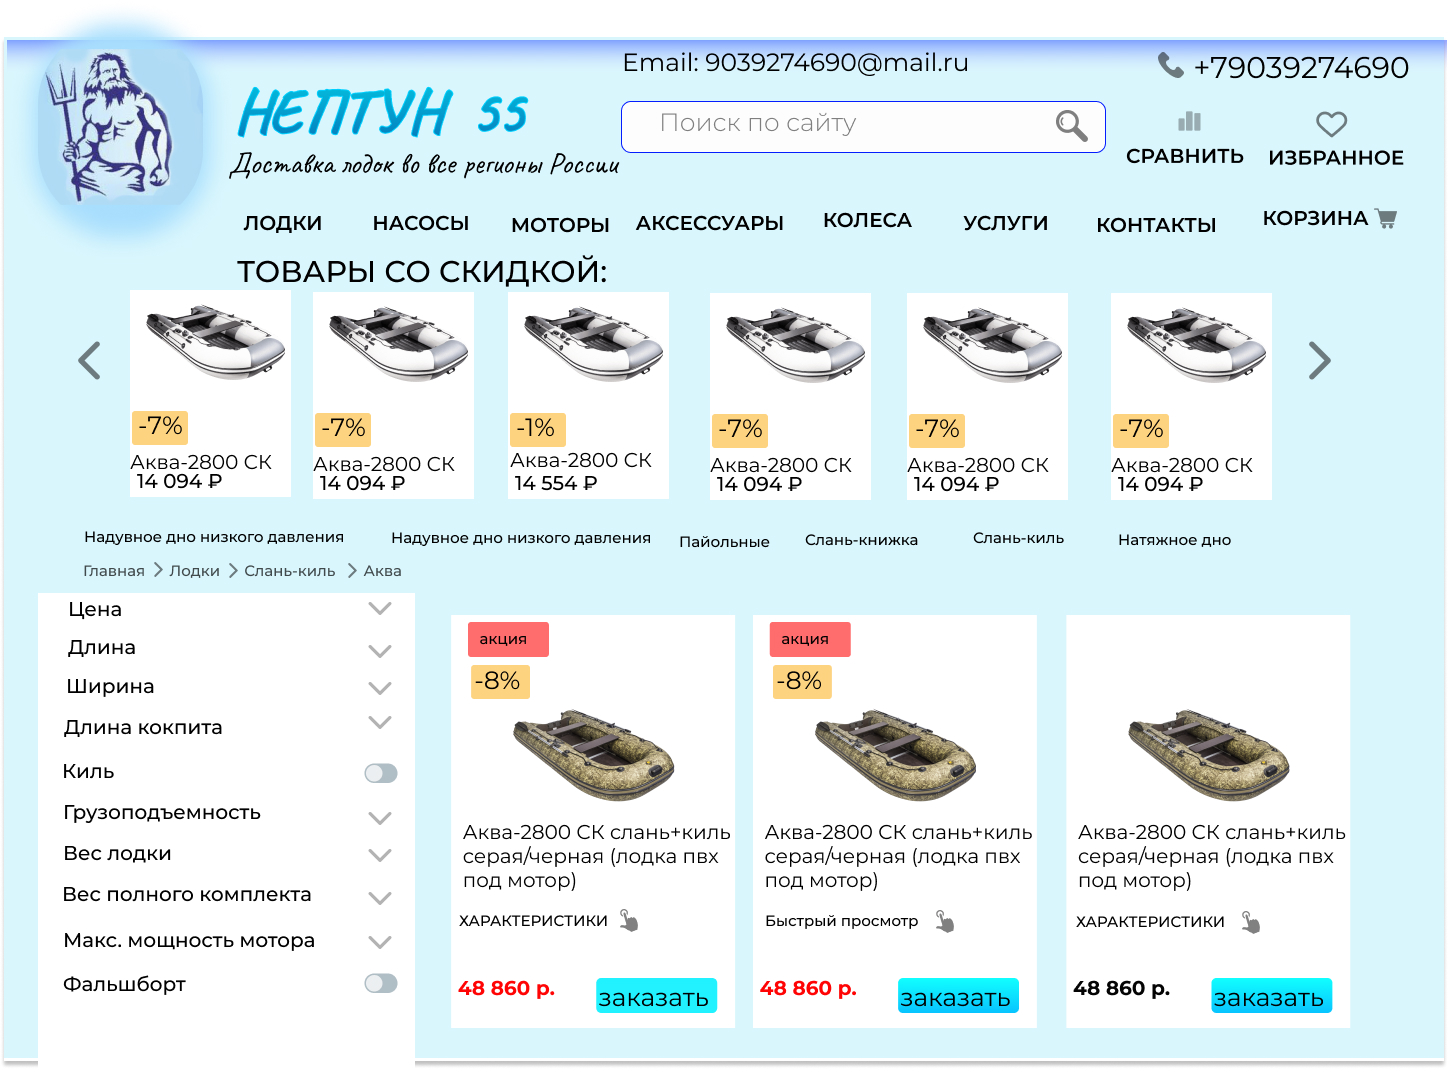 Email: 9039274690@mail.ru
+79039274690
НЕПТУН 55
Поиск по сайту
Доставка лодок во все регионы России
СРАВНИТЬ
ИЗБРАННОЕ
ЛОДКИ НАСОСЫ МОТОРЫ АКСЕССУАРЫ КОЛЕСА УСЛУГИ КОНТАКТЫ КОРЗИНА
ТОВАРЫ СО СКИДКОЙ:
-7%
Аква-2800 СК
14 094 ₽
-7%
Аква-2800 СК
14 094 ₽
-1%
Аква-2800 СК
14 554 ₽
-7%
Аква-2800 СК
14 094 ₽
-7%
Аква-2800 СК
14 094 ₽
-7%
Аква-2800 СК
14 094 ₽
Надувное дно низкого давления Надувное дно низкого давления Пайольные Слань-книжка Слань-киль Натяжное дно
Главная Лодки Слань-киль Аква
Цена
Длина
Ширина
Длина кокпита
Киль
Грузоподъемность
Вес лодки
Вес полного комплекта
Макс. мощность мотора
Фальшборт
акция
-8%
Аква-2800 СК слань+киль
серая/черная (лодка пвх
под мотор)
ХАРАКТЕРИСТИКИ
48 860 р. заказать
акция
-8%
Аква-2800 СК слань+киль
серая/черная (лодка пвх
под мотор)
Быстрый просмотр
48 860 р. заказать
Аква-2800 СК слань+киль
серая/черная (лодка пвх
под мотор)
ХАРАКТЕРИСТИКИ
48 860 р. заказать